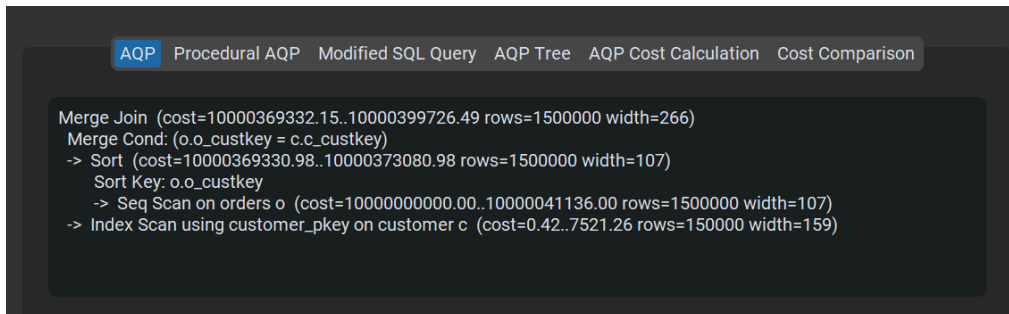 AQP Procedural AQP Modified SQL Query AQP Tree AQP Cost Calculation Cost Comparison
Merge Join (cost=10000369332.15..10000399726.49 rows=1500000 width=266)
Merge Cond: (o.o_custkey = c.c_custkey)
-> Sort (cost=10000369330.98..10000373080.98 rows=1500000 width=107)
Sort Key: o.o_custkey
-> Seq Scan on orders o (cost=10000000000.00..10000041136.00 rows=1500000 width=107)
-> Index Scan using customer_pkey on customer c (cost=0.42..7521.26 rows=150000 width=159)